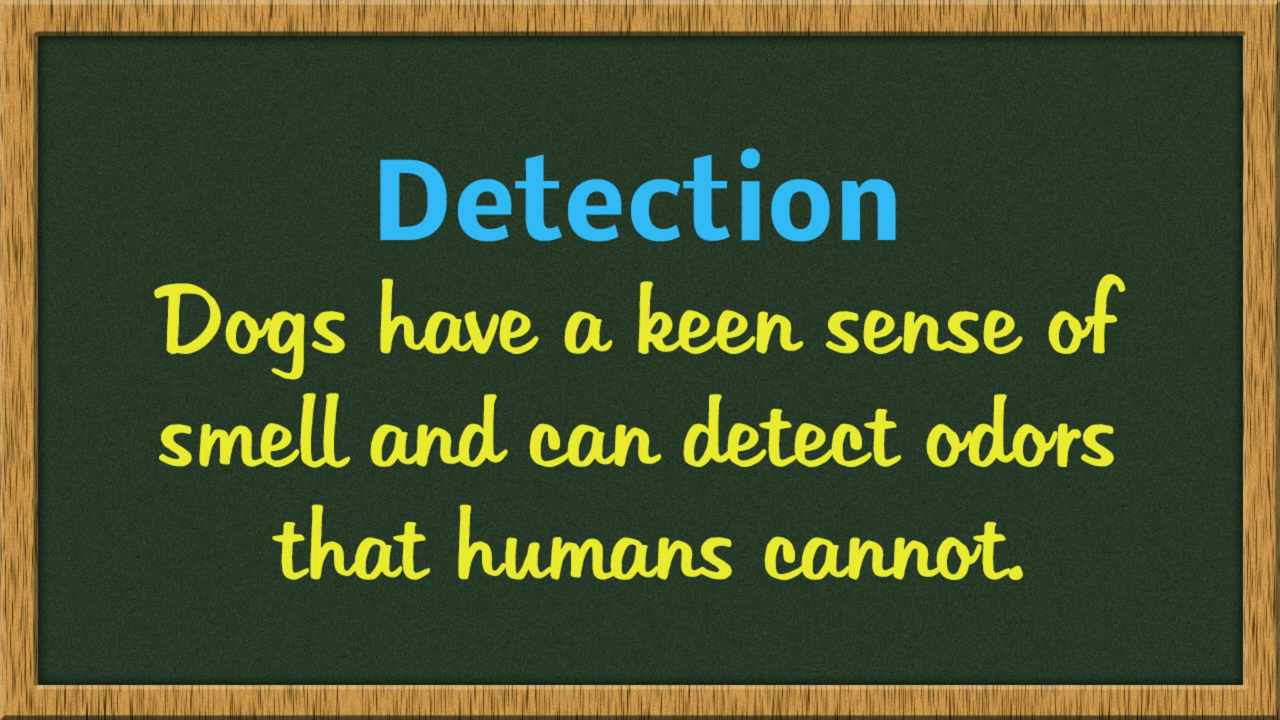 Detection
Dogs have a keen sense of
smell and can detect odors
that humans cannot.